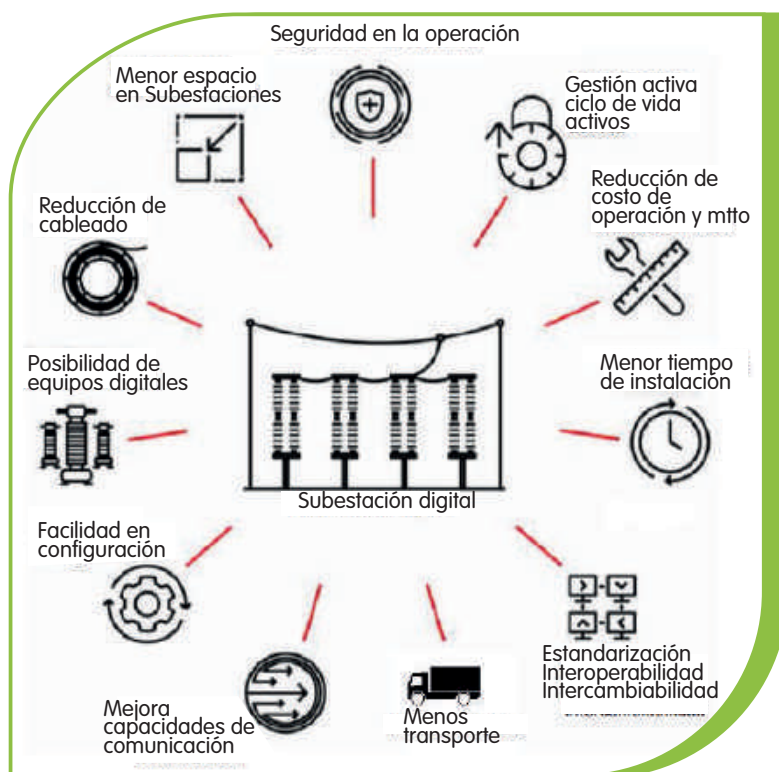 Seguridad en la operación
Menor espacio
en Subestaciones
Gestión activa
ciclo de vida
activos
Reducción de
cableado
Reducción de
costo de
operación y mtto
Posibilidad de
equipos digitales
Menor tiempo
de instalación
Subestación digital
Facilidad en
configuración
Estandarización
Interoperabilidad
Intercambiabilidad
Mejora
capacidades de
comunicación
Menos
transporte